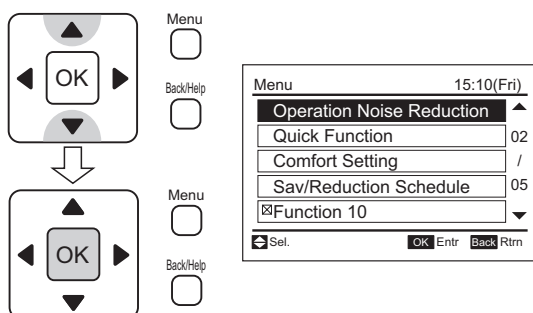 Menu
OK
Back/Help
Menu
OK
Back/Help
Menu 15:10(Fri)
Operation Noise Reduction
Quick Function
Comfort Setting
Sav/Reduction Schedule
Function 10
02
/
05
Sel. OK Entr Back Rtrn